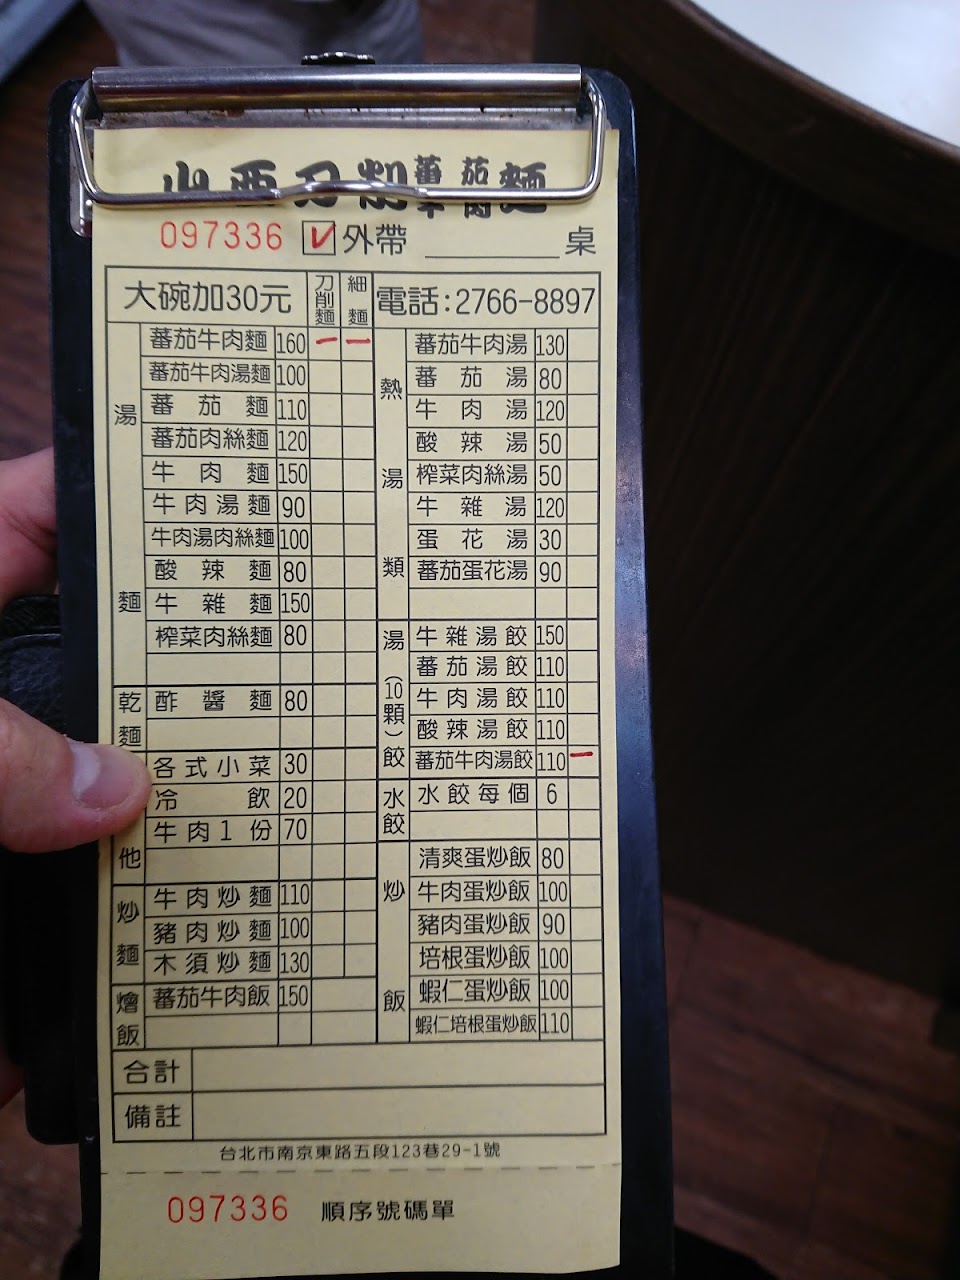 山西刀削蕃茄牛肉麵
097336 ☑外帶 ______桌
大碗加30元 刀削麵 細麵 電話:2766-8897
湯麵
蕃茄牛肉麵 160 一 一
蕃茄牛肉湯麵 100
蕃茄麵 110
蕃茄肉絲麵 120
牛肉麵 150
牛肉湯麵 90
牛肉湯肉絲麵 100
酸辣麵 80
牛雜麵 150
榨菜肉絲麵 80
乾麵
酢醬麵 80
他
各式小菜 30
冷飲 20
牛肉1份 70
炒麵
牛肉炒麵 110
豬肉炒麵 100
木須炒麵 130
燴飯
蕃茄牛肉飯 150
熱湯類
蕃茄牛肉湯 130
蕃茄湯 80
牛肉湯 120
酸辣湯 50
榨菜肉絲湯 50
牛雜湯 120
蛋花湯 30
蕃茄蛋花湯 90
湯(10顆)餃
牛雜湯餃 150
蕃茄湯餃 110
牛肉湯餃 110
酸辣湯餃 110
蕃茄牛肉湯餃 110 一
水餃
水餃每個 6
炒飯
清爽蛋炒飯 80
牛肉蛋炒飯 100
豬肉蛋炒飯 90
培根蛋炒飯 100
蝦仁蛋炒飯 100
蝦仁培根蛋炒飯 110
合計
備註
台北市南京東路五段123巷29-1號
097336 順序號碼單